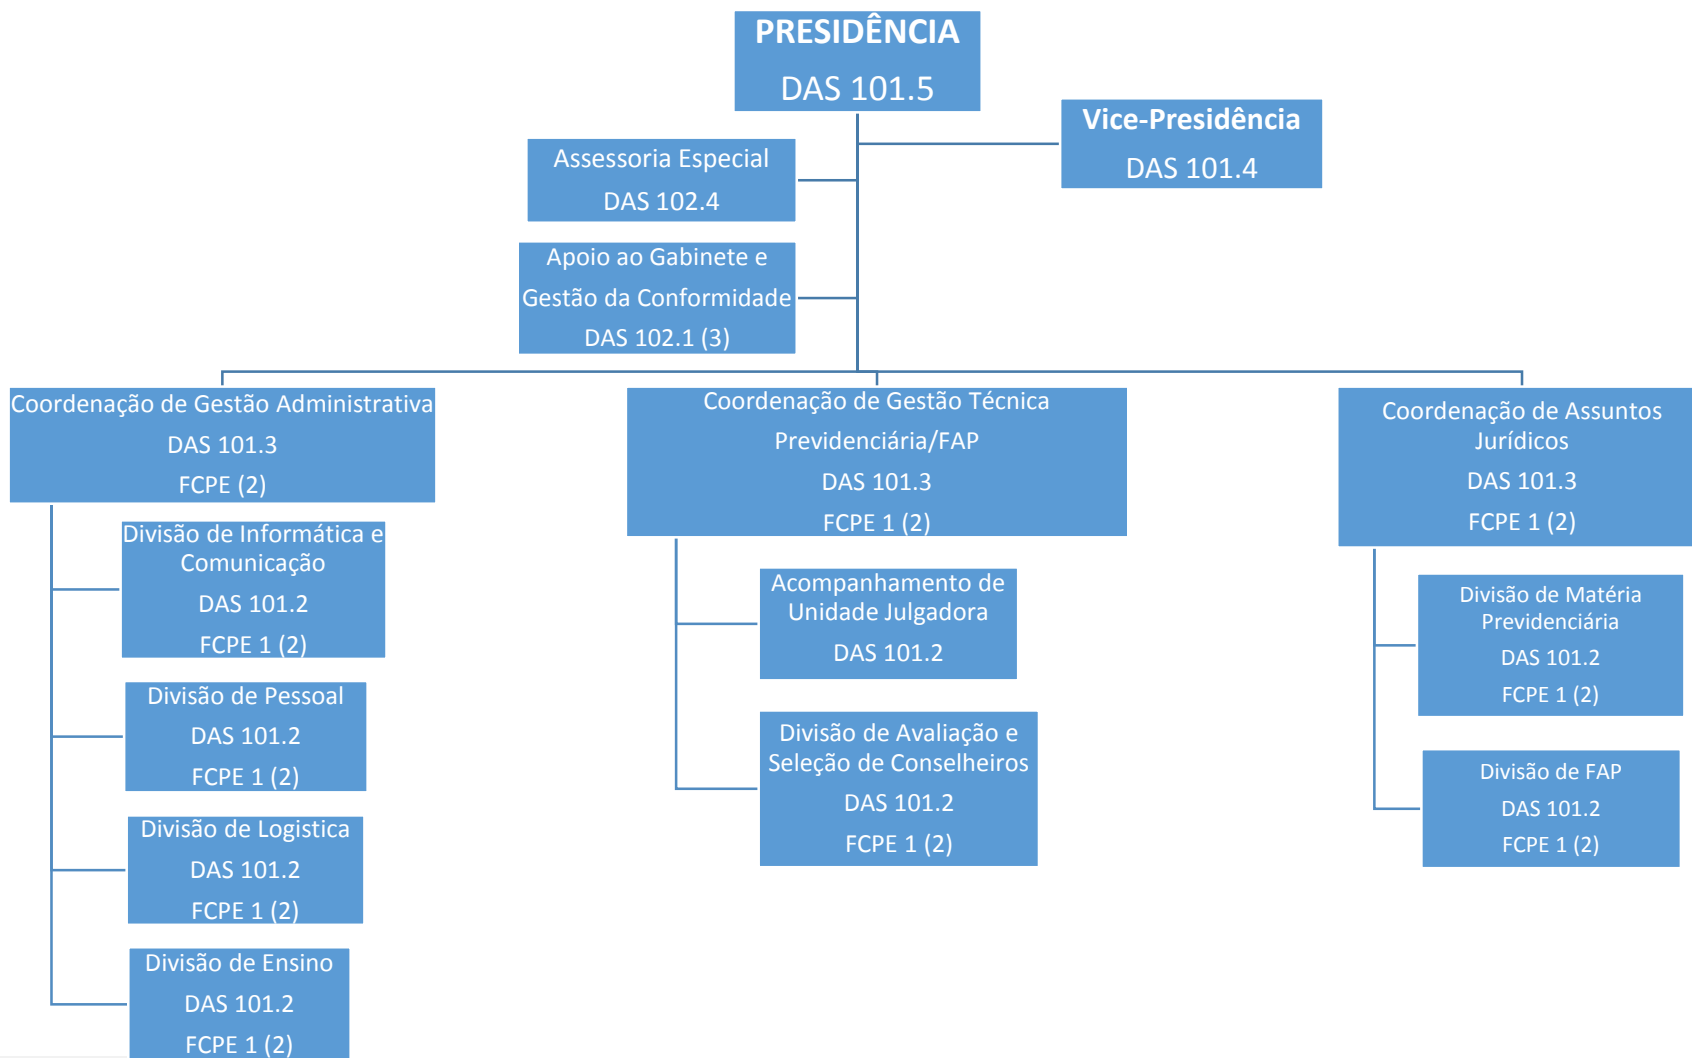 PRESIDÊNCIA
DAS 101.5
Vice-Presidência
DAS 101.4
Assessoria Especial
DAS 102.4
Apoio ao Gabinete e
Gestão da Conformidade
DAS 102.1 (3)
Coordenação de Gestão Administrativa
DAS 101.3
FCPE (2)
Divisão de Informática e
Comunicação
DAS 101.2
FCPE 1 (2)
Divisão de Pessoal
DAS 101.2
FCPE 1 (2)
Divisão de Logistica
DAS 101.2
FCPE 1 (2)
Divisão de Ensino
DAS 101.2
FCPE 1 (2)
Coordenação de Gestão Técnica
Previdenciária/FAP
DAS 101.3
FCPE 1 (2)
Acompanhamento de
Unidade Julgadora
DAS 101.2
Divisão de Avaliação e
Seleção de Conselheiros
DAS 101.2
FCPE 1 (2)
Coordenação de Assuntos
Jurídicos
DAS 101.3
FCPE 1 (2)
Divisão de Matéria
Previdenciária
DAS 101.2
FCPE 1 (2)
Divisão de FAP
DAS 101.2
FCPE 1 (2)